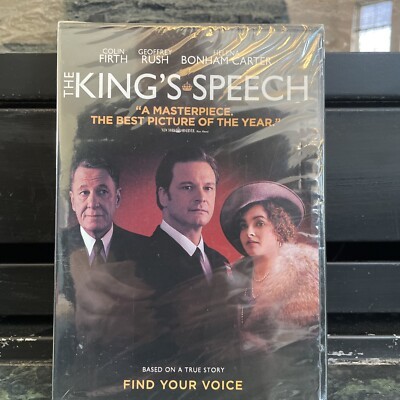 COLIN FIRTH
GEOFFREY RUSH
HELENA BONHAM CARTER
THE KING'S SPEECH
"A MASTERPIECE.
THE BEST PICTURE OF THE YEAR."
BASED ON A TRUE STORY
FIND YOUR VOICE